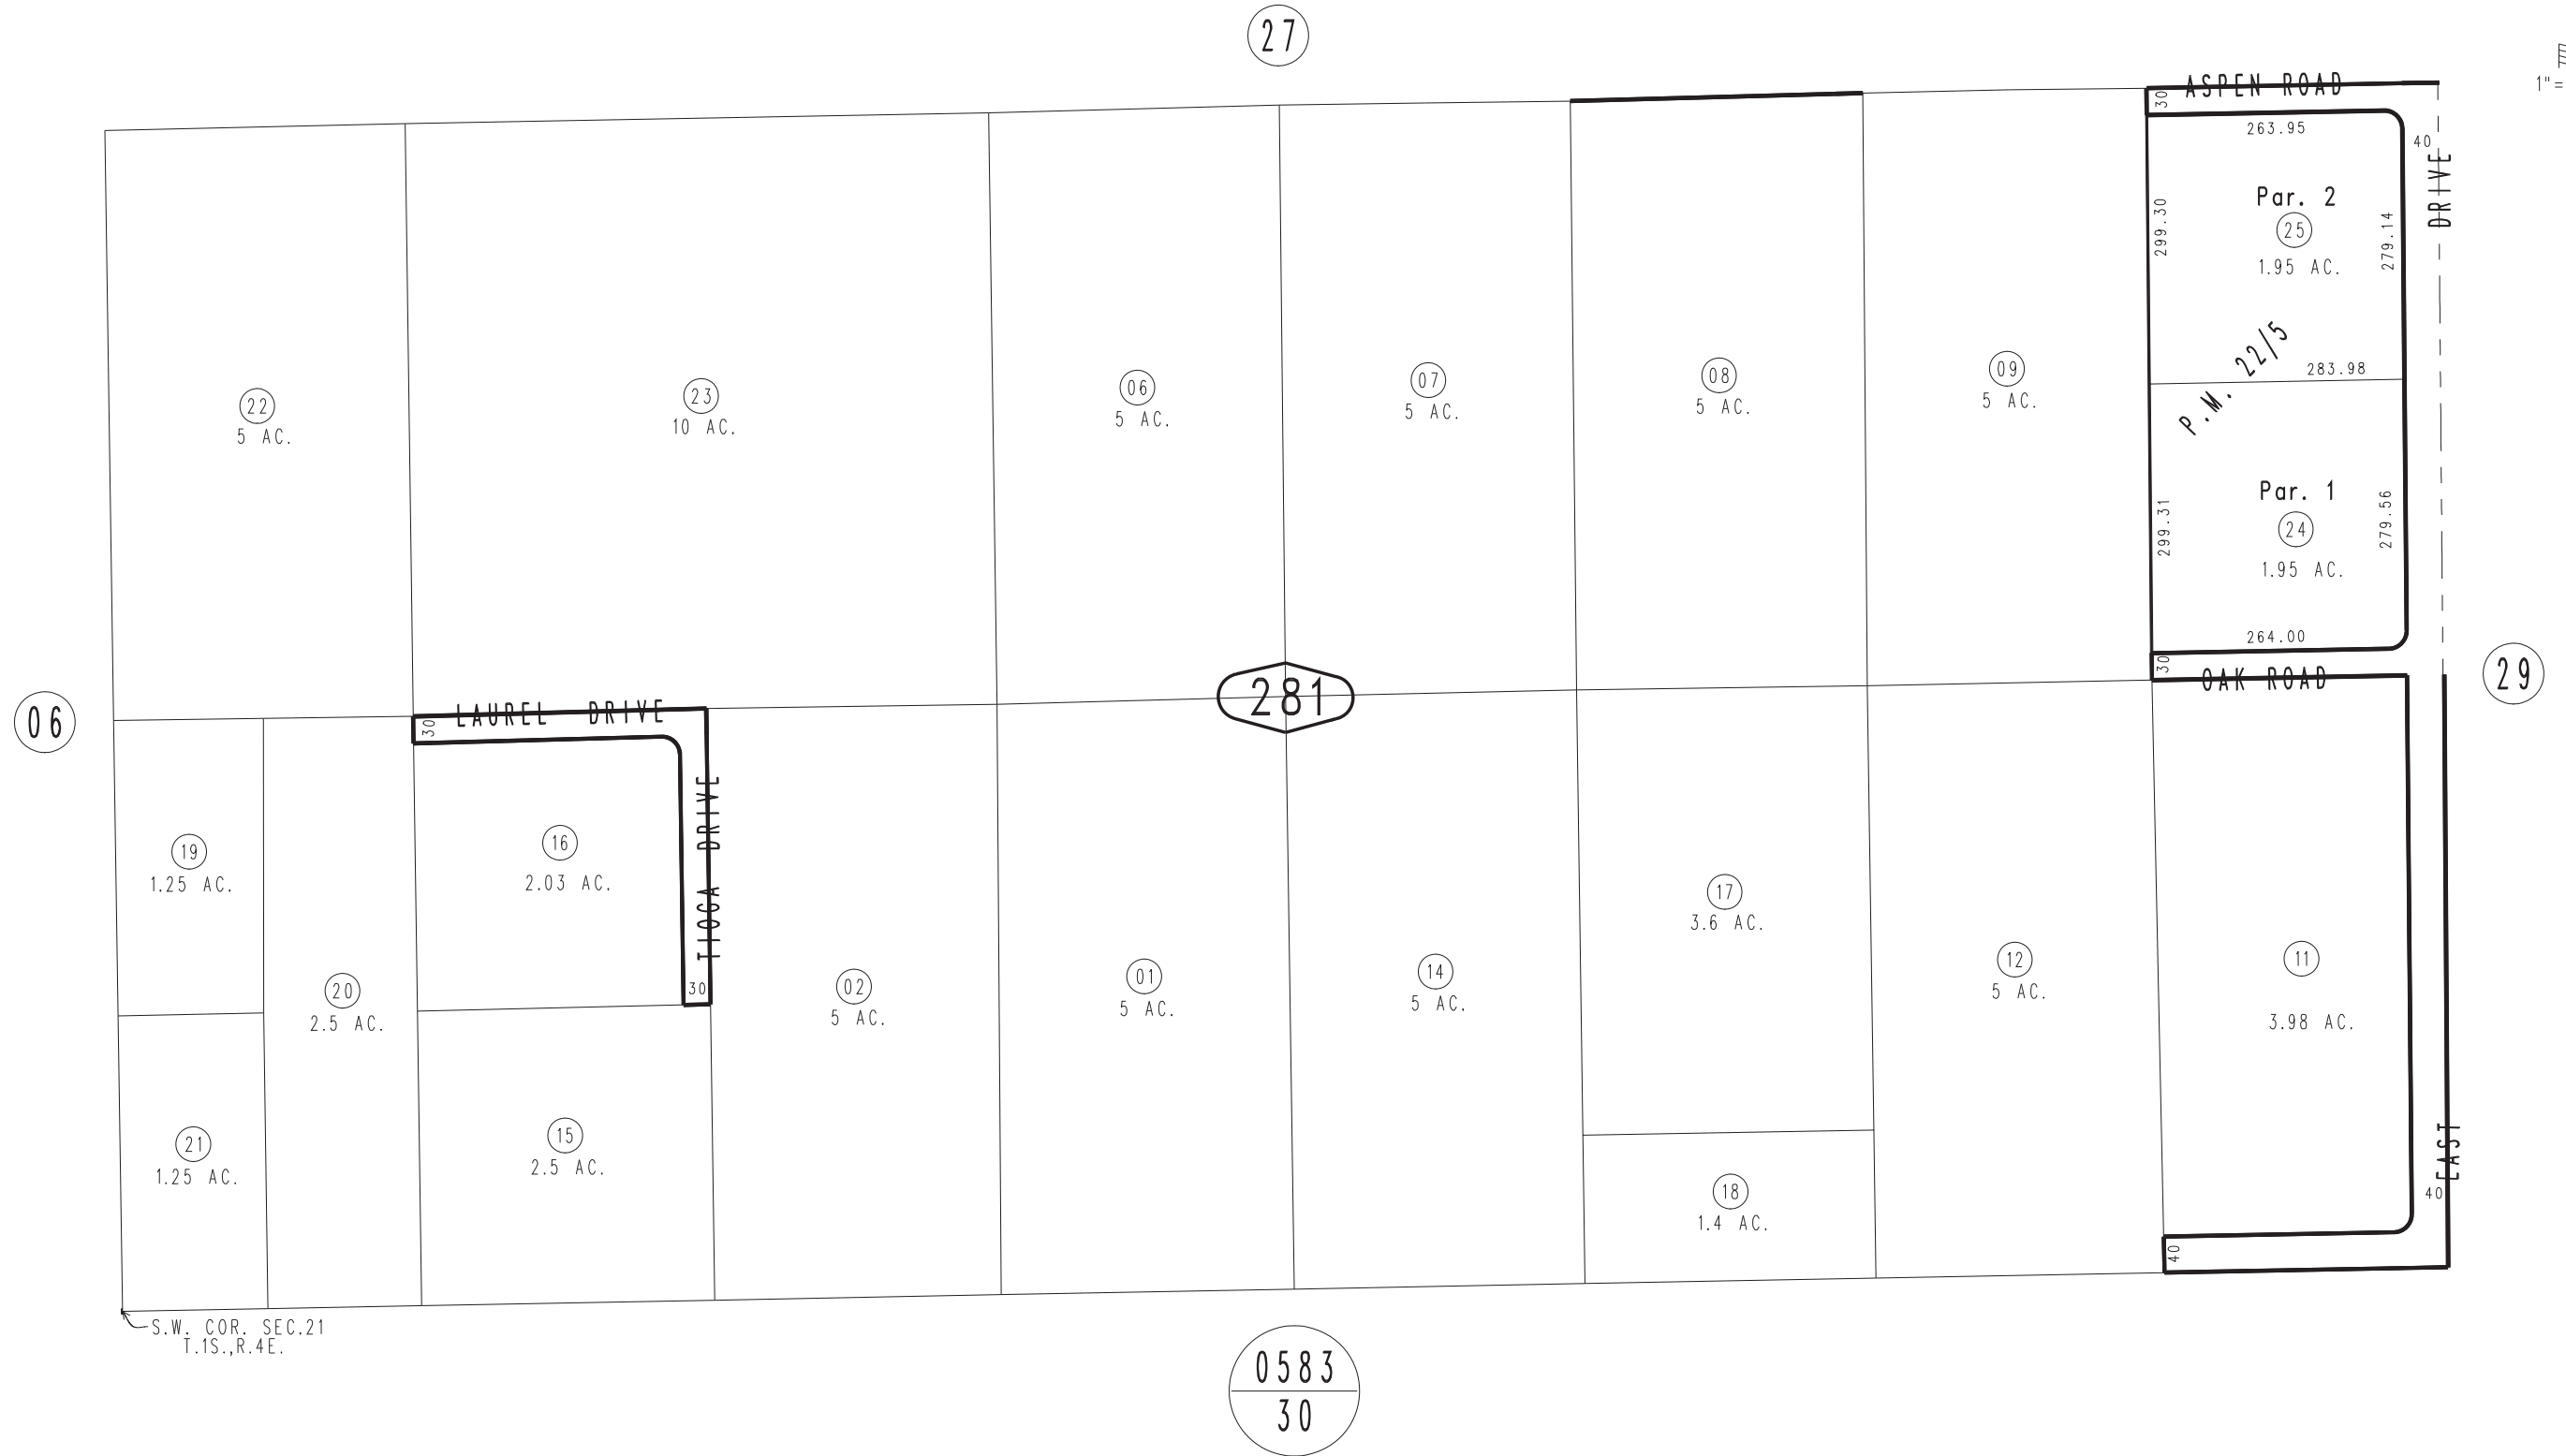 27
1"=
ASPEN ROAD
30
263.95
40
DRIVE
Par. 2
25
1.95 AC.
299.30
279.14
P.M. 22/5
283.98
22
5 AC.
23
10 AC.
06
5 AC.
07
5 AC.
08
5 AC.
09
5 AC.
Par. 1
24
1.95 AC.
299.31
279.56
264.00
30
OAK ROAD
29
06
281
LAUREL DRIVE
30
TIOGA DRIVE
30
19
1.25 AC.
16
2.03 AC.
20
2.5 AC.
02
5 AC.
01
5 AC.
14
5 AC.
17
3.6 AC.
12
5 AC.
11
3.98 AC.
21
1.25 AC.
15
2.5 AC.
18
1.4 AC.
EAST
40
40
S.W. COR. SEC.21
T.1S.,R.4E.
0583
30